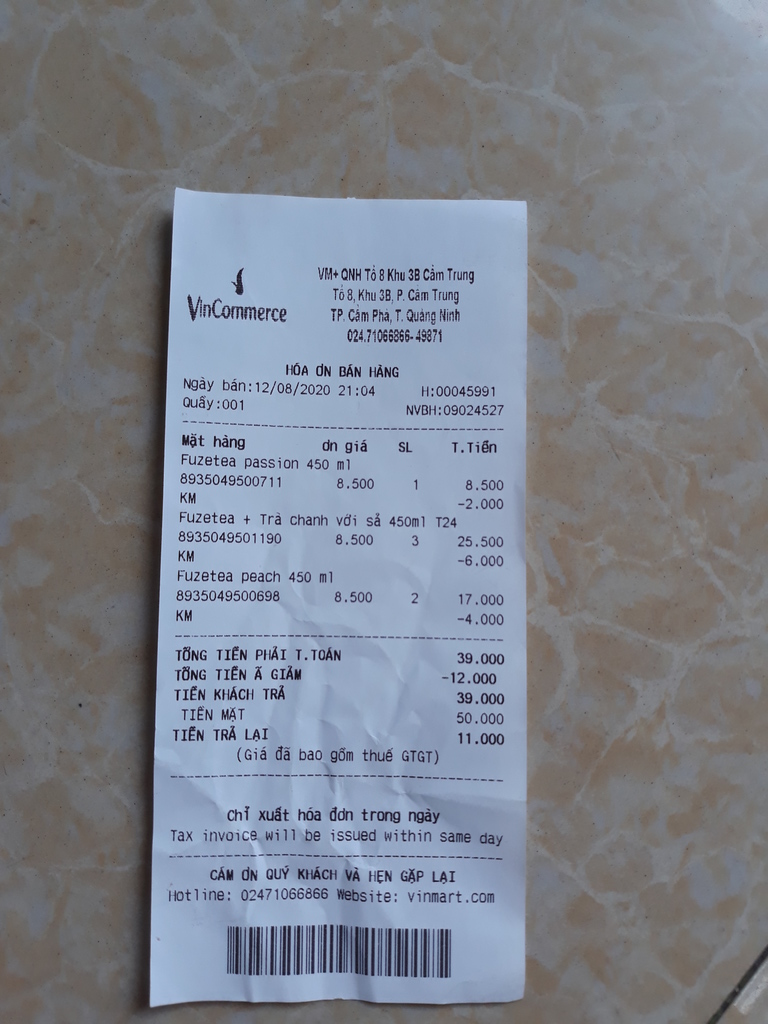 VinCommerce
VM+ QNH Tổ 8 Khu 3B Cẩm Trung
Tổ 8, Khu 3B, P. Cẩm Trung
TP. Cẩm Phả, T. Quảng Ninh
024.71066866-49871
HÓA ƠN BÁN HÀNG
Ngày bán:12/08/2020 21:04 H:00045991
Quầy:001 NVBH:09024527
Mặt hàng ơn giá SL T.Tiền
Fuzetea passion 450 ml
8935049500711 8.500 1 8.500
KM -2.000
Fuzetea + Trà chanh với sả 450ml T24
8935049501190 8.500 3 25.500
KM -6.000
Fuzetea peach 450 ml
8935049500698 8.500 2 17.000
KM -4.000
TỔNG TIỀN PHẢI T.TOÁN 39.000
TỔNG TIỀN Ã GIẢM -12.000
TIỀN KHÁCH TRẢ 39.000
TIỀN MẶT 50.000
TIỀN TRẢ LẠI 11.000
(Giá đã bao gồm thuế GTGT)
Chỉ xuất hóa đơn trong ngày
Tax invoice will be issued within same day
CẢM ƠN QUÝ KHÁCH VÀ HẸN GẶP LẠI
Hotline: 02471066866 Website: vinmart.com